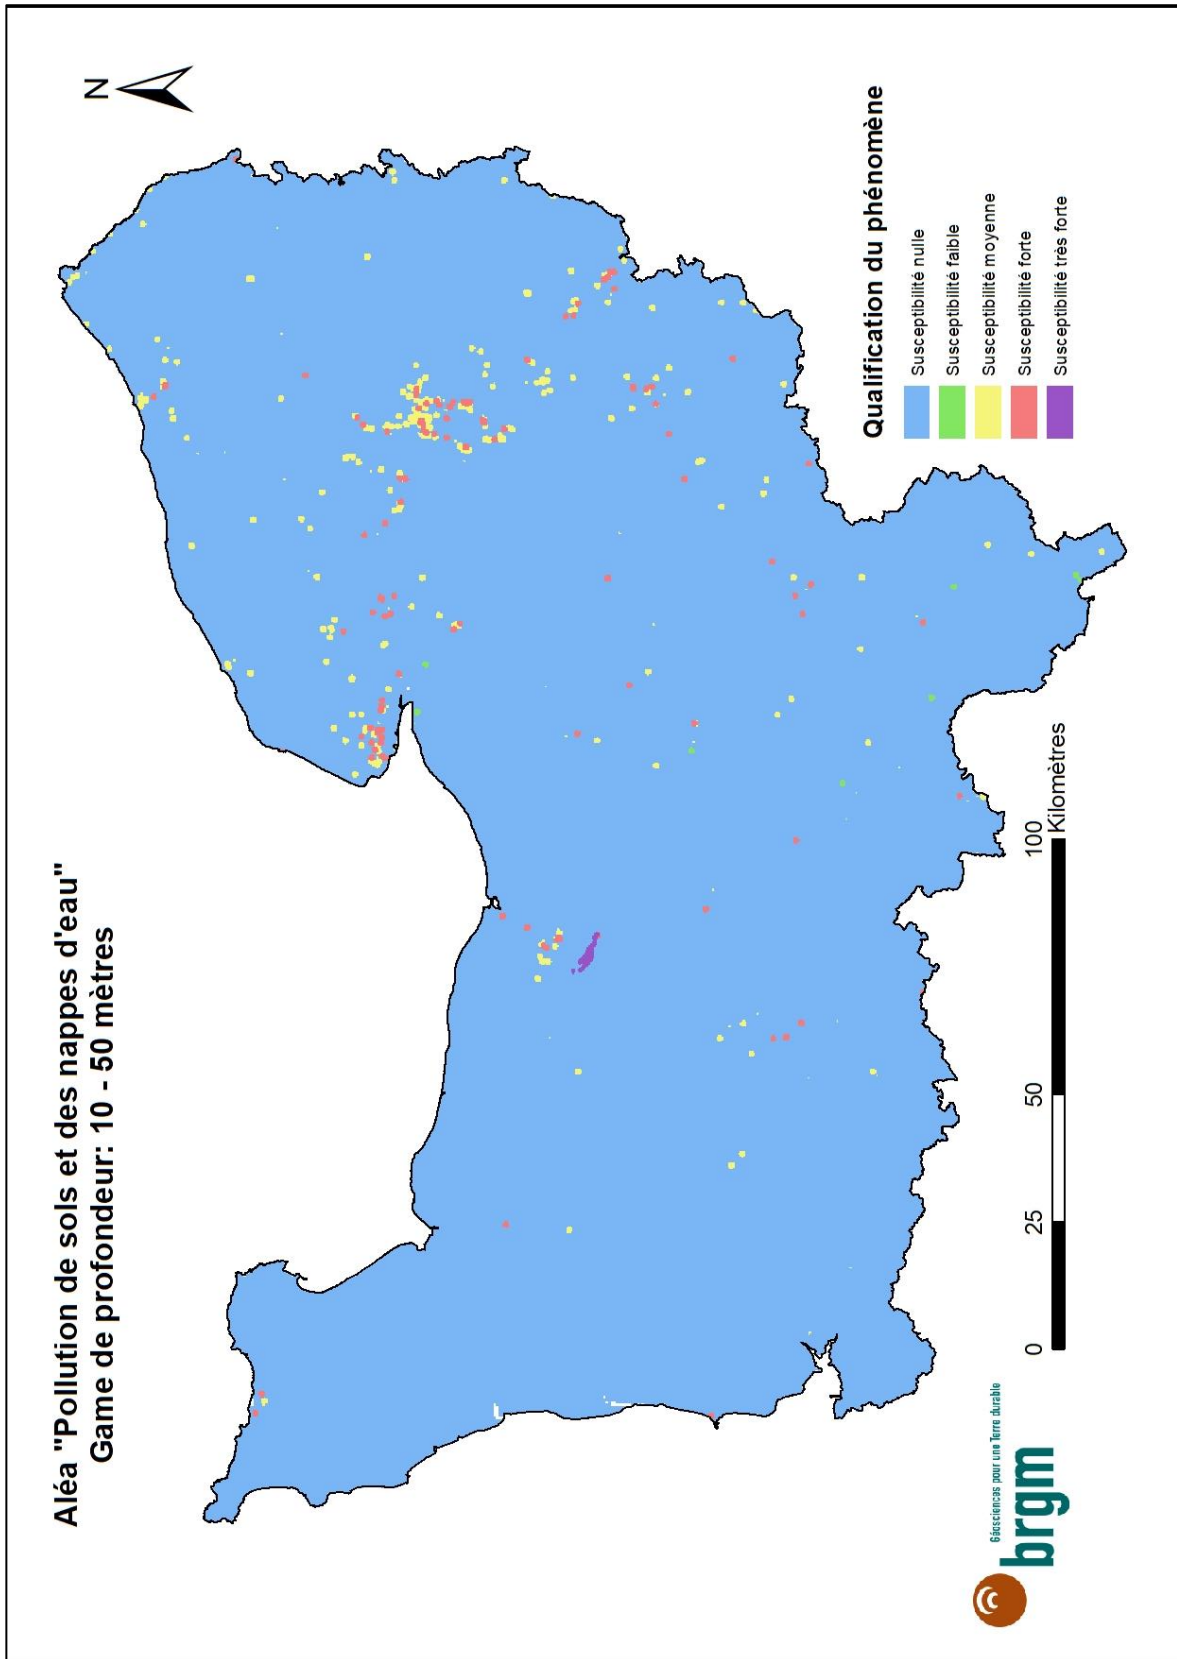 Aléa "Pollution de sols et des nappes d'eau"
Game de profondeur: 10 - 50 mètres
N
Qualification du phénomène
Susceptibilité nulle
Susceptibilité faible
Susceptibilité moyenne
Susceptibilité forte
Susceptibilité trés forte
0 25 50 100
Kilomètres
Géosciences pour une Terre durable
brgm